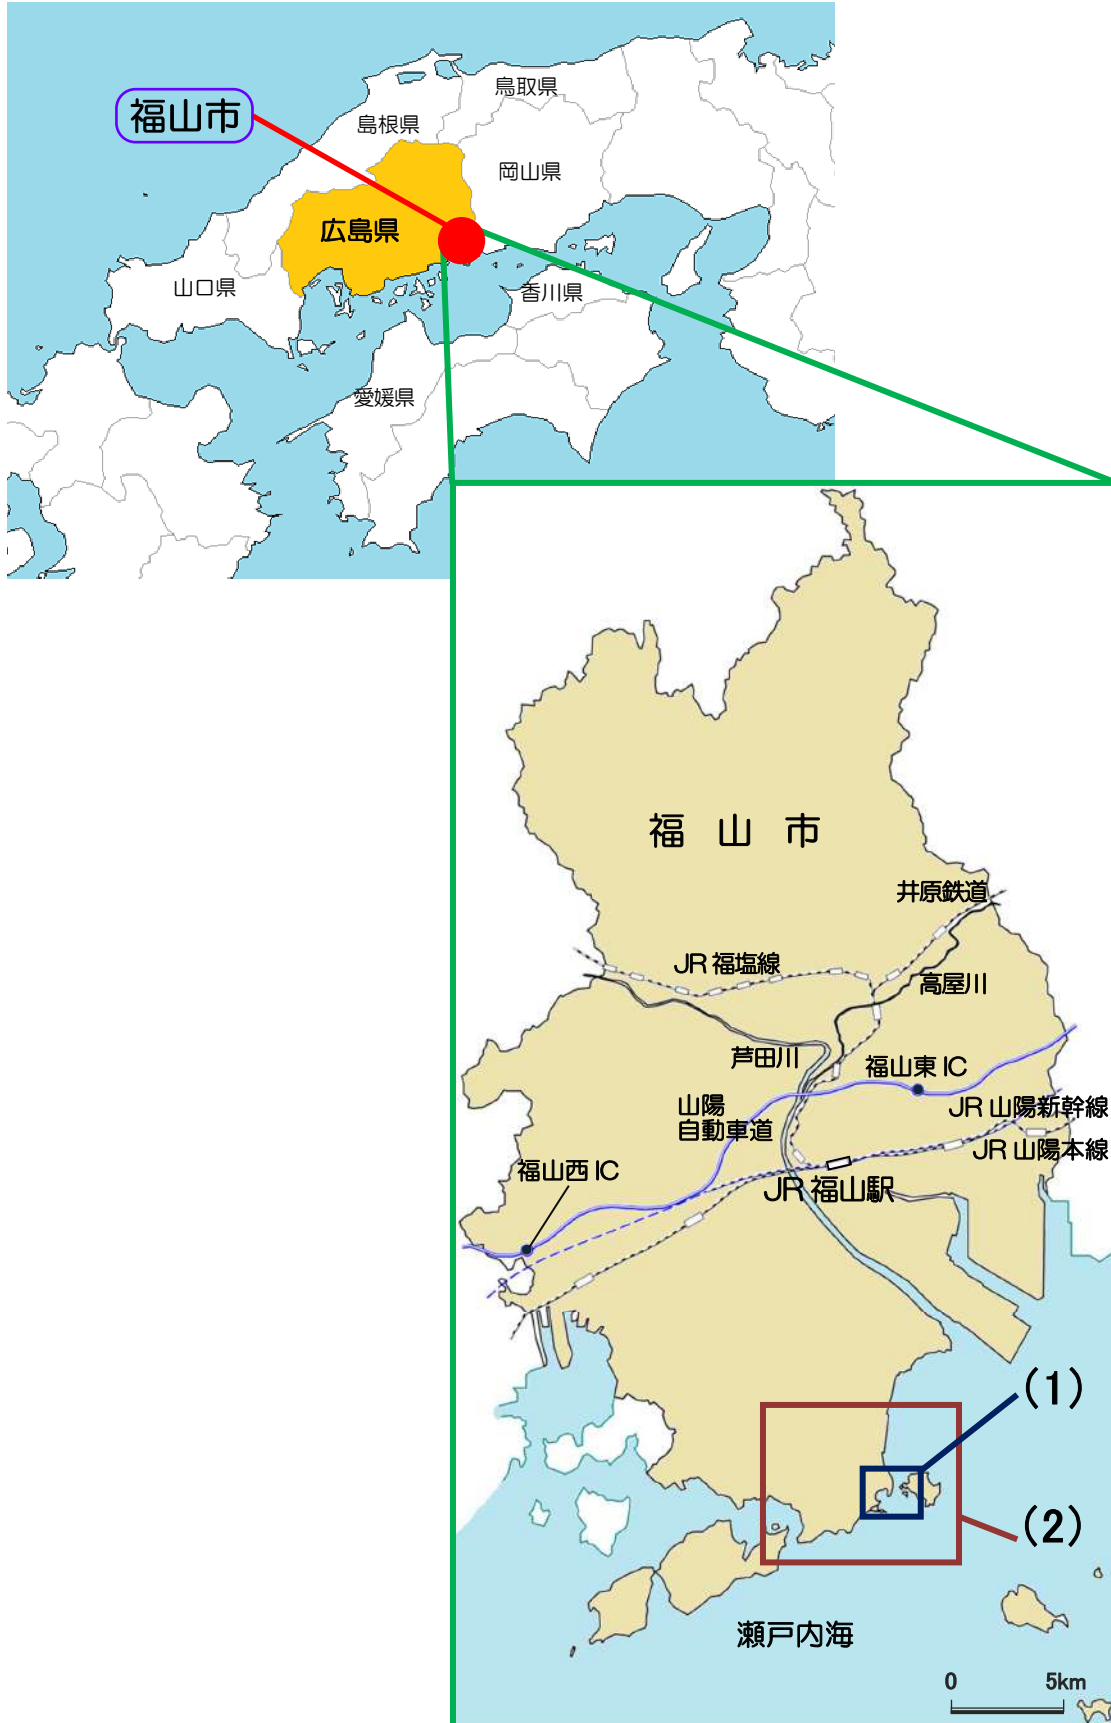 鳥取県
福山市
島根県
岡山県
広島県
山口県
香川県
愛媛県
福 山 市
井原鉄道
JR 福塩線
高屋川
芦田川
福山東 IC
山陽
自動車道
JR 山陽新幹線
JR 山陽本線
福山西 IC
JR 福山駅
(1)
(2)
瀬戸内海
0 5km